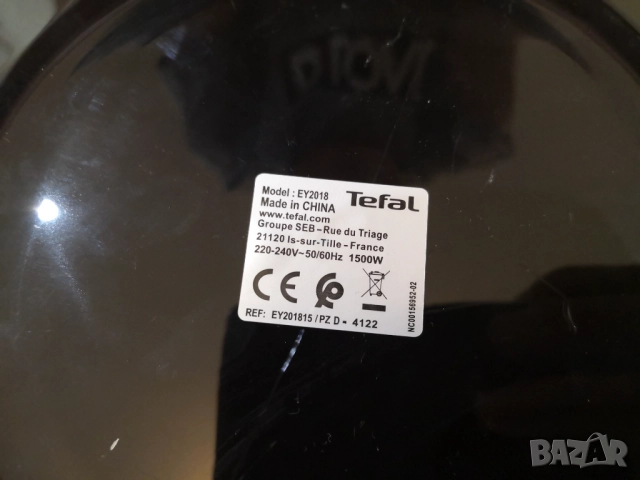 Model : EY2018 Tefal
Made in CHINA
www.tefal.com
Groupe SEB – Rue du Triage
21120 Is-sur-Tille – France
220-240V~50/60Hz 1500W
CE
REF: EY201815 / PZ D - 4122
NC00156952-02
BAZAR